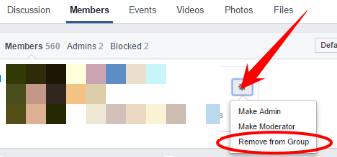 Discussion Members Events Videos Photos Files
Members 560 Admins 2 Blocked 2 Defa
Make Admin
Make Moderator
Remove from Group